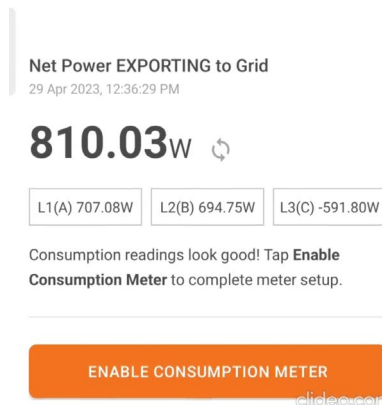 Net Power EXPORTING to Grid
29 Apr 2023, 12:36:29 PM
810.03W
L1(A) 707.08W L2(B) 694.75W L3(C) -591.80W
Consumption readings look good! Tap Enable
Consumption Meter to complete meter setup.
ENABLE CONSUMPTION METER
clideo.com